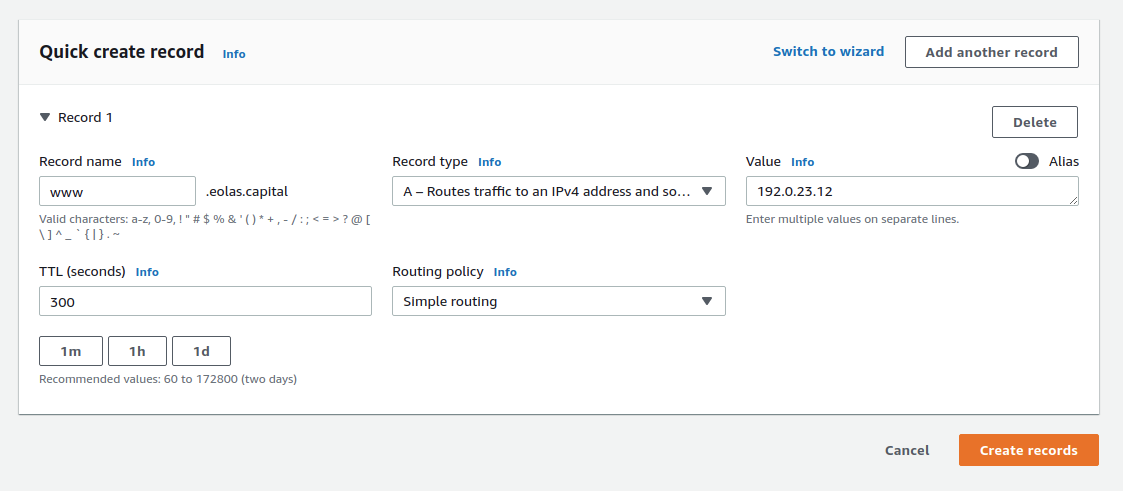 Quick create record Info Switch to wizard Add another record
Record 1 Delete
Record name Info Record type Info Value Info Alias
www .eolas.capital A – Routes traffic to an IPv4 address and so... 192.0.23.12
Valid characters: a-z, 0-9, ! " # $ % & ' ( ) * + , - / : ; < = > ? @ [ Enter multiple values on separate lines.
\ ] ^ _ ` { | } . ~
TTL (seconds) Info Routing policy Info
300 Simple routing
1m 1h 1d
Recommended values: 60 to 172800 (two days)
Cancel Create records